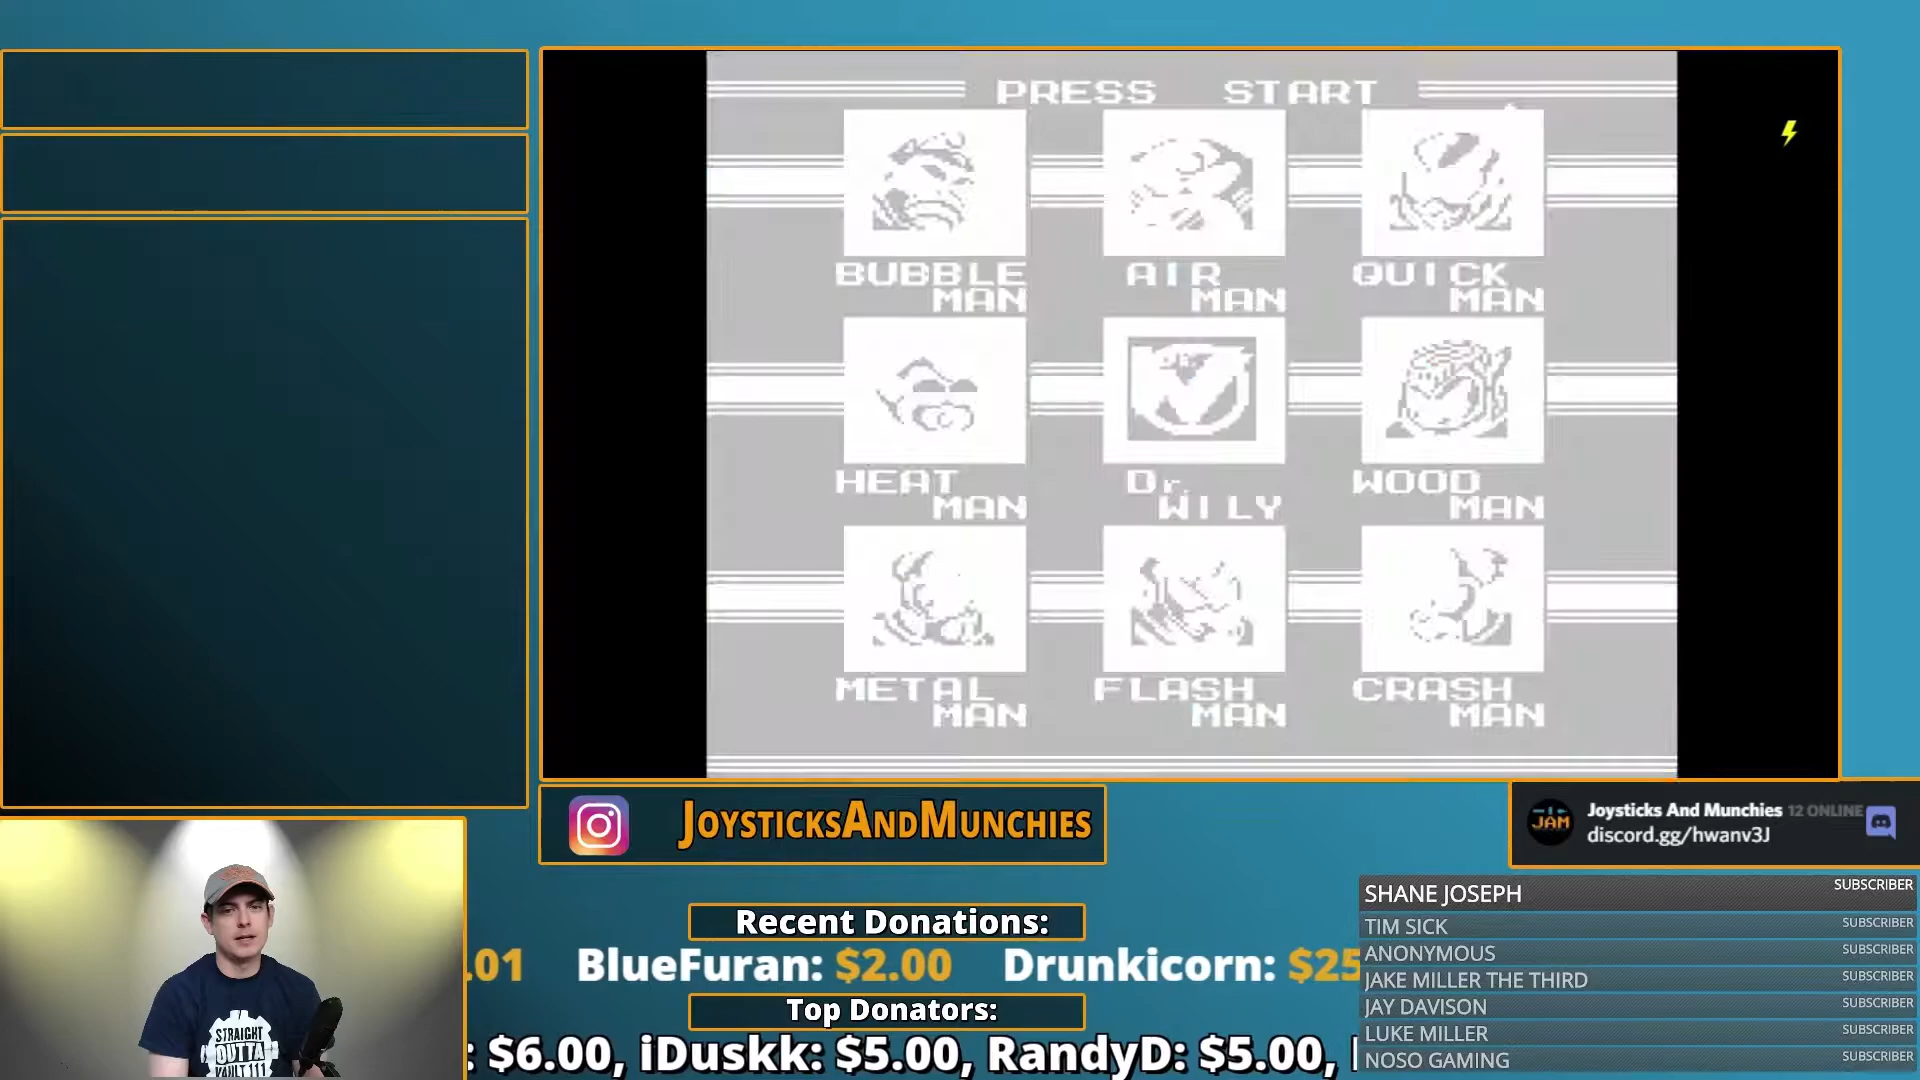 PRESS START
BUBBLE MAN
AIR MAN
QUICK MAN
HEAT MAN
Dr. WILY
WOOD MAN
METAL MAN
FLASH MAN
CRASH MAN
JOYSTICKSANDMUNCHIES
JAM
Joysticks And Munchies 12 ONLINE
discord.gg/hwanv3J
Recent Donations:
.01 BlueFuran: $2.00 Drunkicorn: $25
Top Donators:
: $6.00, iDuskk: $5.00, RandyD: $5.00,
SHANE JOSEPH SUBSCRIBER
TIM SICK SUBSCRIBER
ANONYMOUS SUBSCRIBER
JAKE MILLER THE THIRD SUBSCRIBER
JAY DAVISON SUBSCRIBER
LUKE MILLER SUBSCRIBER
NOSO GAMING SUBSCRIBER
STRAIGHT
OUTTA
VAULT 111